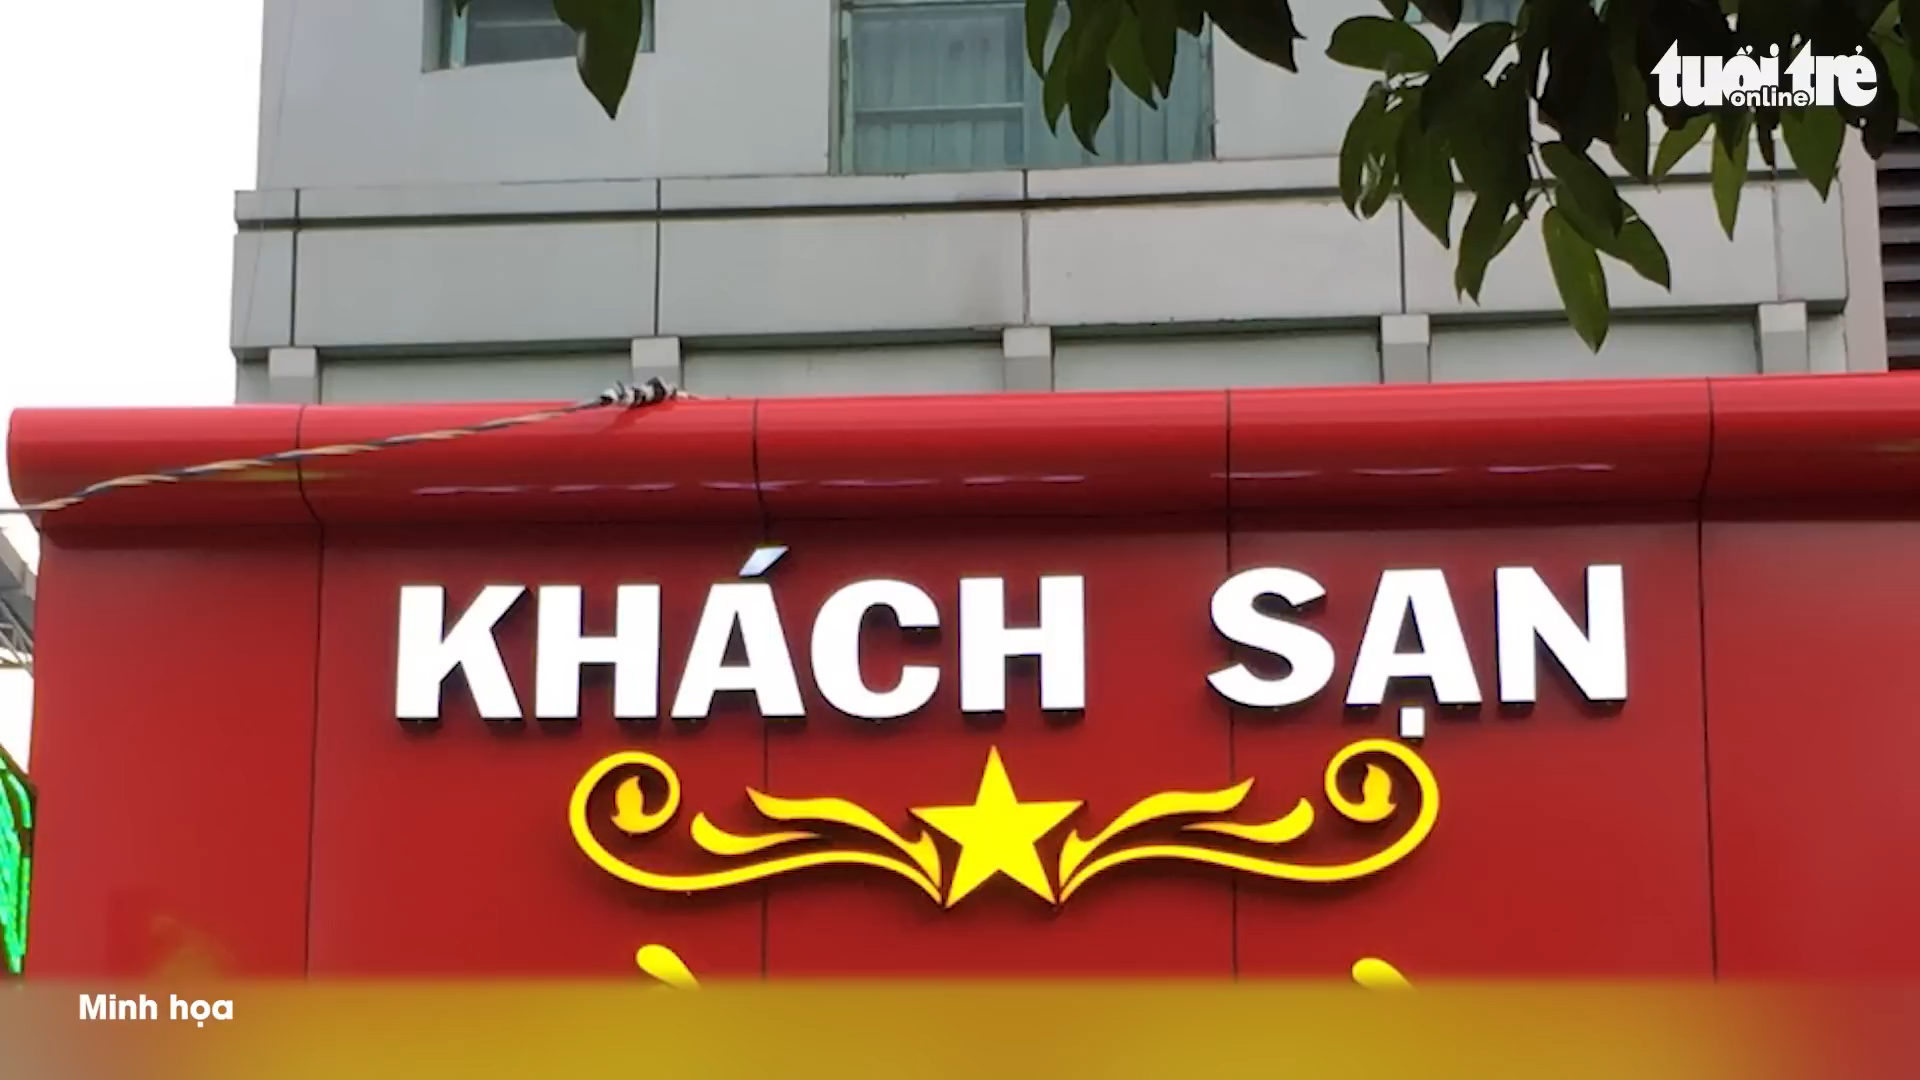 tuổi trẻ
online
KHÁCH SẠN
Minh họa